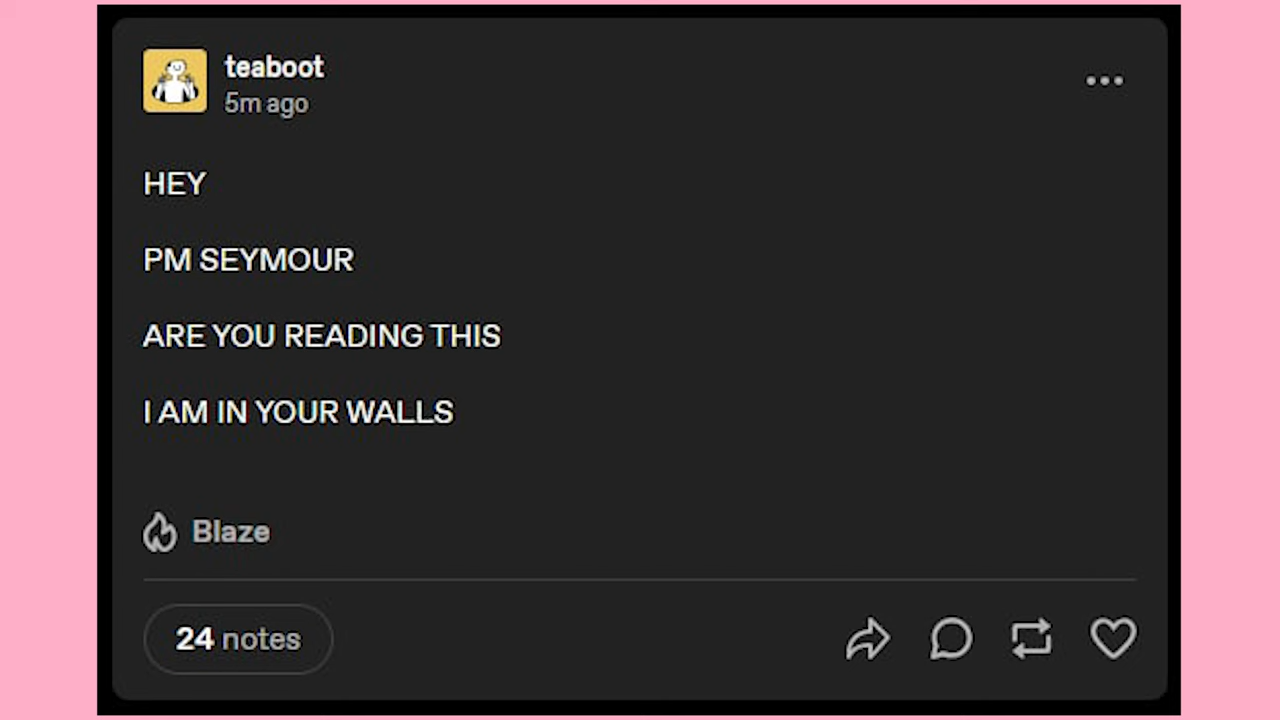 teaboot
5m ago
HEY
PM SEYMOUR
ARE YOU READING THIS
I AM IN YOUR WALLS
Blaze
24 notes